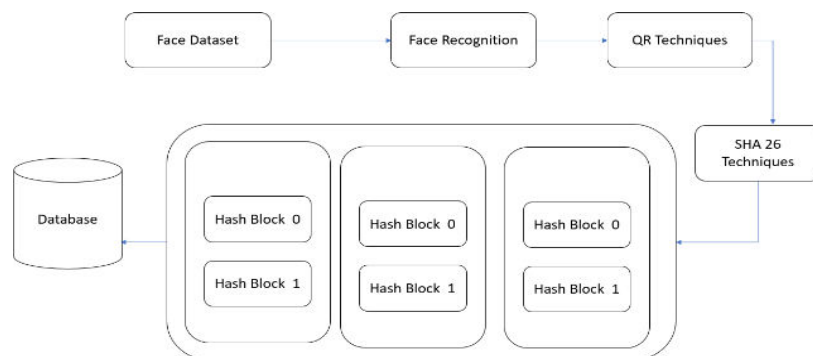 Face Dataset
Face Recognition
QR Techniques
SHA 26
Techniques
Database
Hash Block 0
Hash Block 1
Hash Block 0
Hash Block 1
Hash Block 0
Hash Block 1